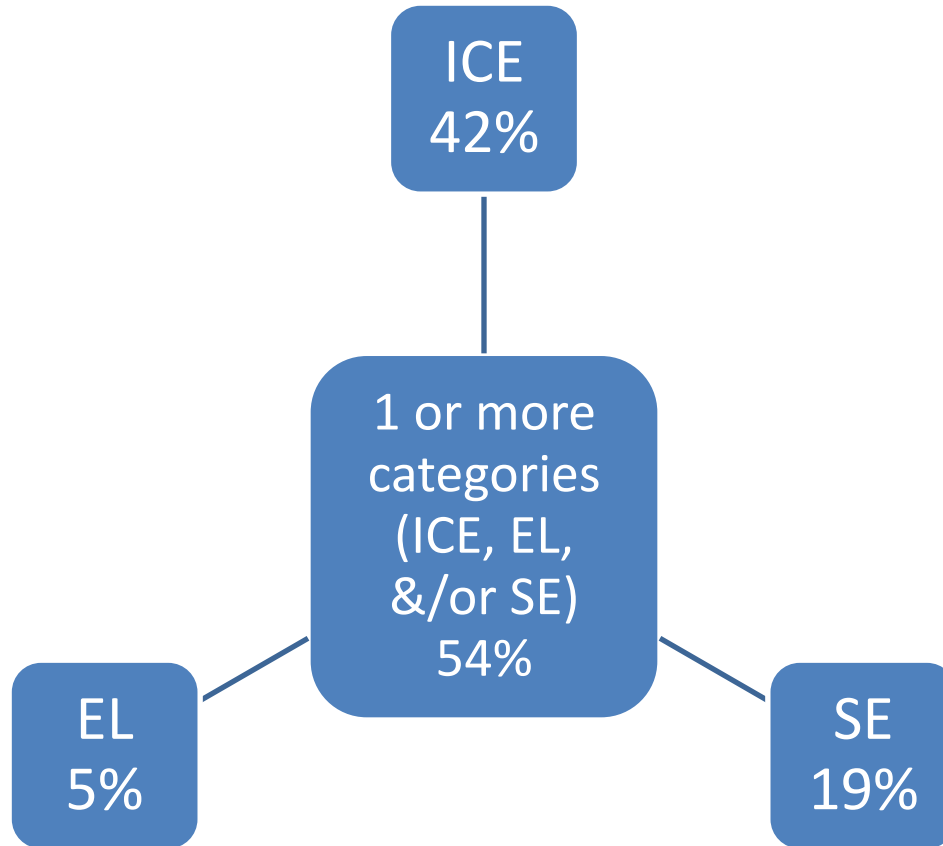 ICE
42%
1 or more
categories
(ICE, EL,
&/or SE)
54%
EL
5%
SE
19%